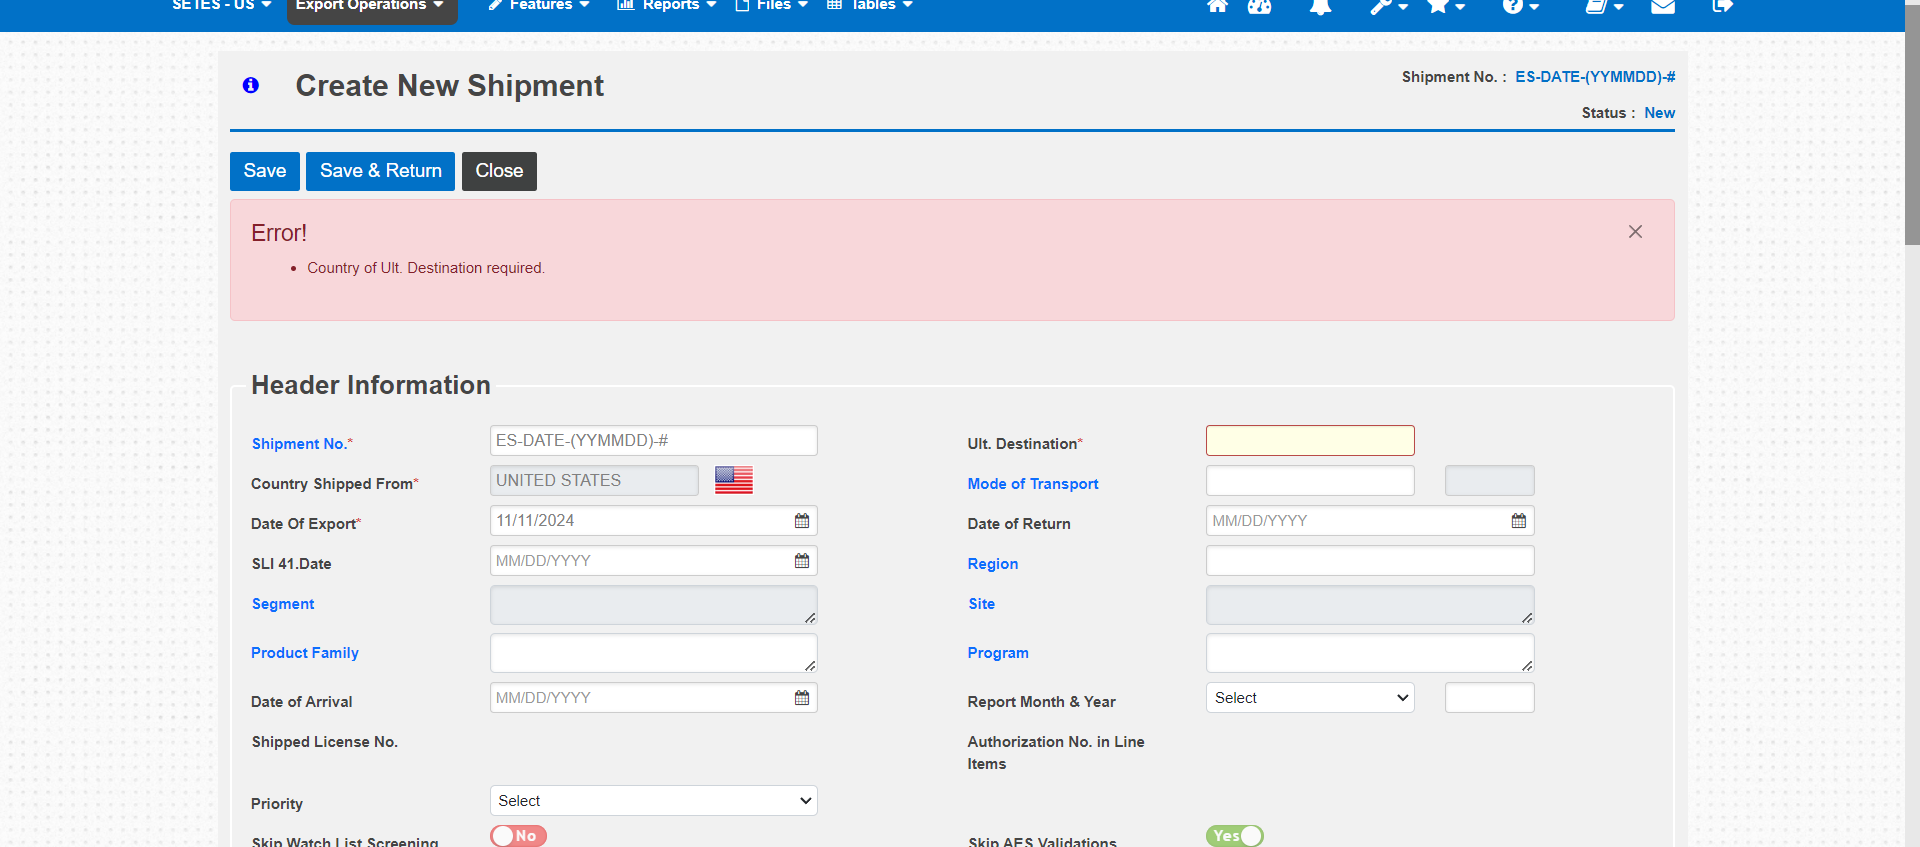 SETES - US Export Operations Features Reports Files Tables
Create New Shipment
Shipment No. : ES-DATE-(YYMMDD)-#
Status : New
Save Save & Return Close
Error!
• Country of Ult. Destination required.
Header Information
Shipment No.* ES-DATE-(YYMMDD)-# Ult. Destination*
Country Shipped From* UNITED STATES Mode of Transport
Date Of Export* 11/11/2024 Date of Return MM/DD/YYYY
SLI 41.Date MM/DD/YYYY Region
Segment Site
Product Family Program
Date of Arrival MM/DD/YYYY Report Month & Year Select
Shipped License No. Authorization No. in Line
Items
Priority Select
Skip Watch List Screening No Skip AES Validations Yes